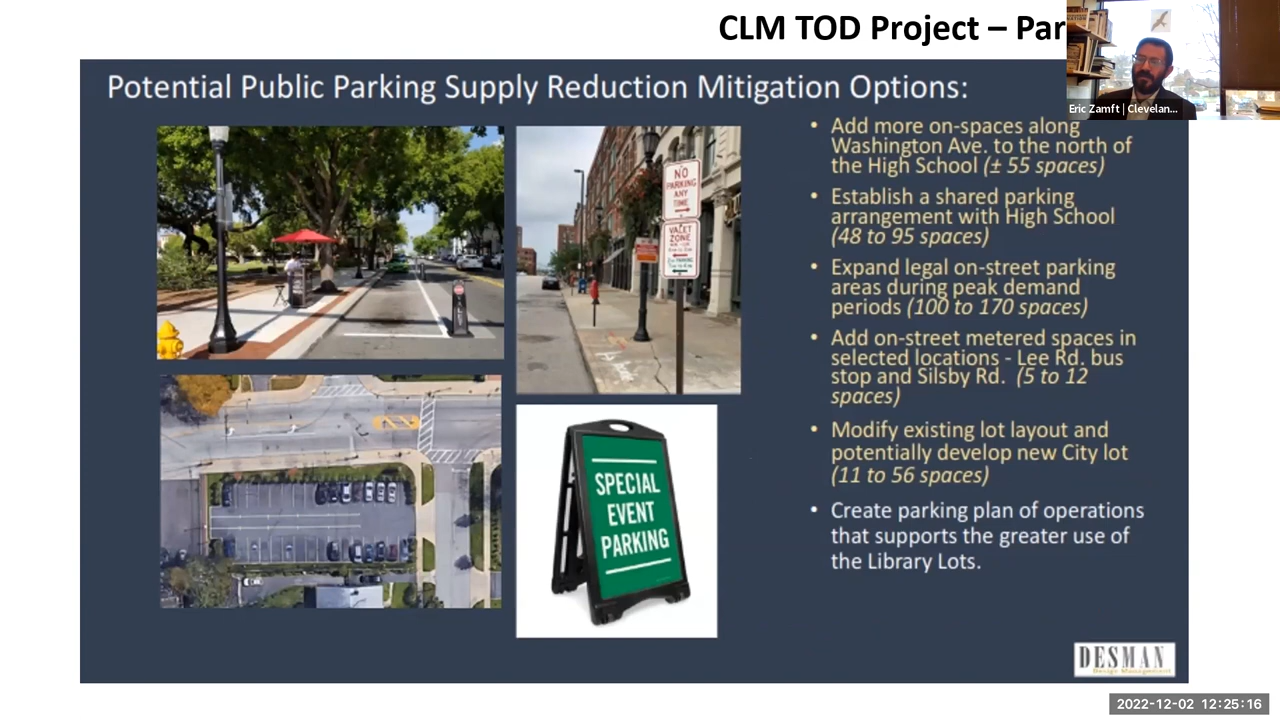 CLM TOD Project – Par
Eric Zamft | Clevelan...
Potential Public Parking Supply Reduction Mitigation Options:
• Add more on-spaces along
Washington Ave. to the north of
the High School (± 55 spaces)
• Establish a shared parking
arrangement with High School
(48 to 95 spaces)
• Expand legal on-street parking
areas during peak demand
periods (100 to 170 spaces)
• Add on-street metered spaces in
selected locations - Lee Rd. bus
stop and Silsby Rd. (5 to 12
spaces)
• Modify existing lot layout and
potentially develop new City lot
(11 to 56 spaces)
• Create parking plan of operations
that supports the greater use of
the Library Lots.
NO
PARKING
ANY
TIME
VALET
ZONE
SPECIAL
EVENT
PARKING
DESMAN
Design Management
2022-12-02 12:25:16